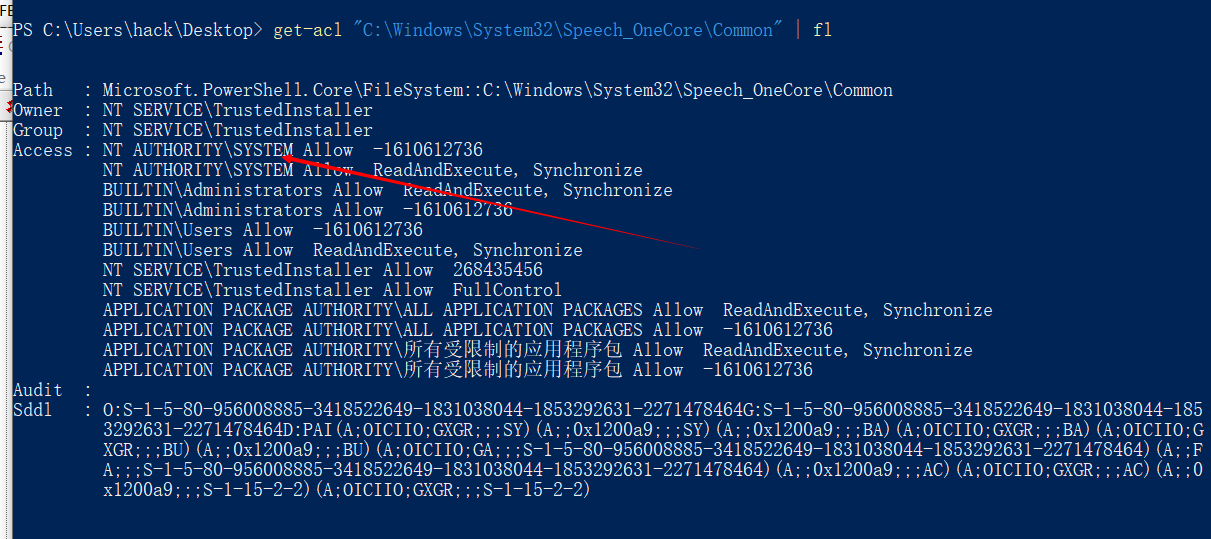 PS C:\Users\hack\Desktop> get-acl "C:\Windows\System32\Speech_OneCore\Common" | fl
Path   : Microsoft.PowerShell.Core\FileSystem::C:\Windows\System32\Speech_OneCore\Common
Owner  : NT SERVICE\TrustedInstaller
Group  : NT SERVICE\TrustedInstaller
Access : NT AUTHORITY\SYSTEM Allow  -1610612736
NT AUTHORITY\SYSTEM Allow  ReadAndExecute, Synchronize
BUILTIN\Administrators Allow  ReadAndExecute, Synchronize
BUILTIN\Administrators Allow  -1610612736
BUILTIN\Users Allow  -1610612736
BUILTIN\Users Allow  ReadAndExecute, Synchronize
NT SERVICE\TrustedInstaller Allow  268435456
NT SERVICE\TrustedInstaller Allow  FullControl
APPLICATION PACKAGE AUTHORITY\ALL APPLICATION PACKAGES Allow  ReadAndExecute, Synchronize
APPLICATION PACKAGE AUTHORITY\ALL APPLICATION PACKAGES Allow  -1610612736
APPLICATION PACKAGE AUTHORITY\所有受限制的应用程序包 Allow  ReadAndExecute, Synchronize
APPLICATION PACKAGE AUTHORITY\所有受限制的应用程序包 Allow  -1610612736
Audit  :
Sddl   : O:S-1-5-80-956008885-3418522649-1831038044-1853292631-2271478464G:S-1-5-80-956008885-3418522649-1831038044-185
3292631-2271478464D:PAI(A;OICIIO;GXGR;;;SY)(A;;0x1200a9;;;SY)(A;;0x1200a9;;;BA)(A;OICIIO;GXGR;;;BA)(A;OICIIO;G
XGR;;;BU)(A;;0x1200a9;;;BU)(A;OICIIO;GA;;;S-1-5-80-956008885-3418522649-1831038044-1853292631-2271478464)(A;;F
A;;;S-1-5-80-956008885-3418522649-1831038044-1853292631-2271478464)(A;;0x1200a9;;;AC)(A;OICIIO;GXGR;;;AC)(A;;0
x1200a9;;;S-1-15-2-2)(A;OICIIO;GXGR;;;S-1-15-2-2)